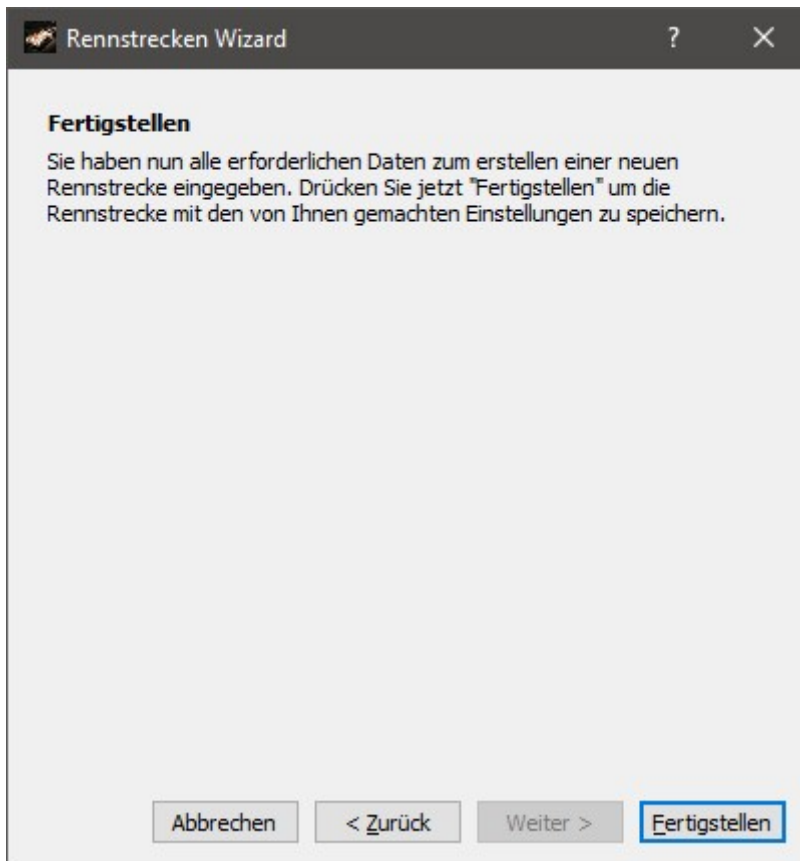 Rennstrecken Wizard ? ×
Fertigstellen
Sie haben nun alle erforderlichen Daten zum erstellen einer neuen
Rennstrecke eingegeben. Drücken Sie jetzt "Fertigstellen" um die
Rennstrecke mit den von Ihnen gemachten Einstellungen zu speichern.
Abbrechen < Zurück Weiter > Fertigstellen